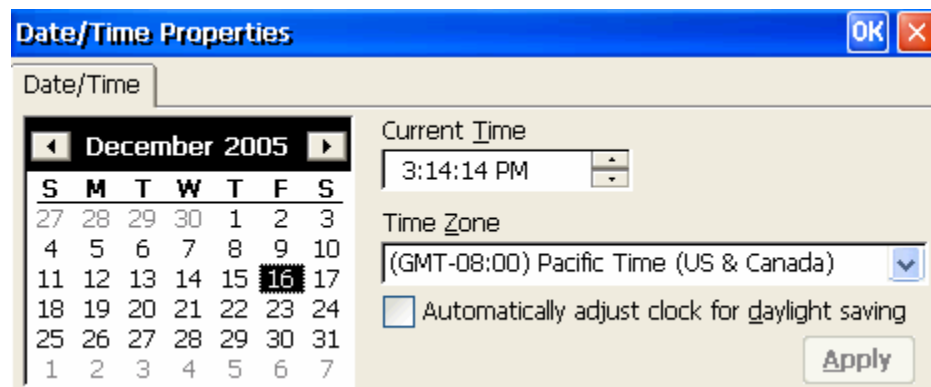 Date/Time Properties OK
Date/Time
December 2005
S M T W T F S
27 28 29 30 1 2 3
4 5 6 7 8 9 10
11 12 13 14 15 16 17
18 19 20 21 22 23 24
25 26 27 28 29 30 31
1 2 3 4 5 6 7
Current Time
3:14:14 PM
Time Zone
(GMT-08:00) Pacific Time (US & Canada)
Automatically adjust clock for daylight saving
Apply